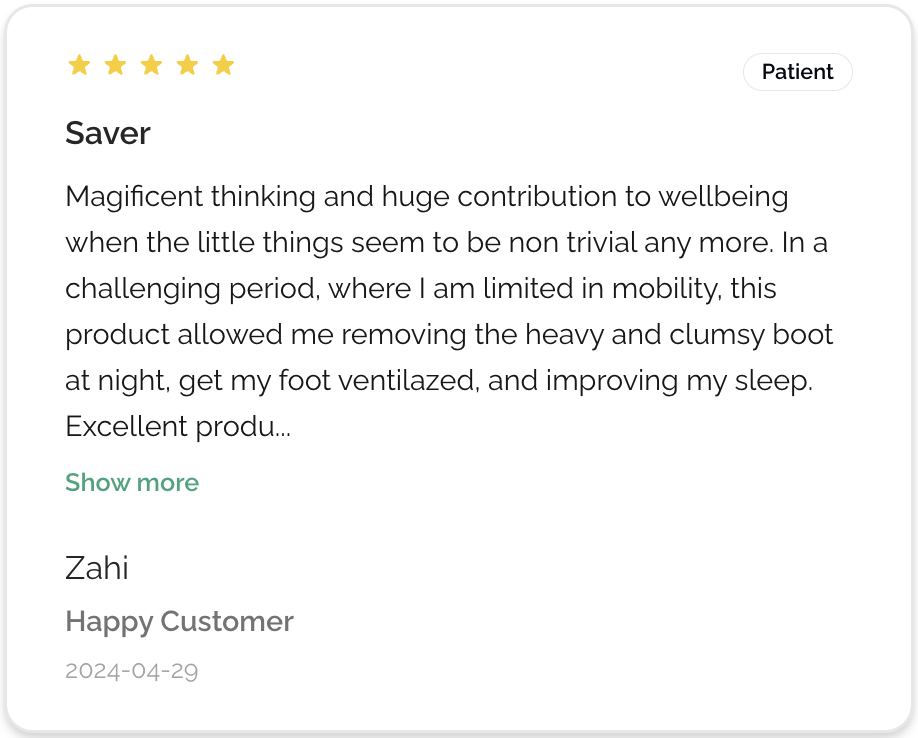 Patient
Saver
Magificent thinking and huge contribution to wellbeing
when the little things seem to be non trivial any more. In a
challenging period, where I am limited in mobility, this
product allowed me removing the heavy and clumsy boot
at night, get my foot ventilazed, and improving my sleep.
Excellent produ...
Show more
Zahi
Happy Customer
2024-04-29